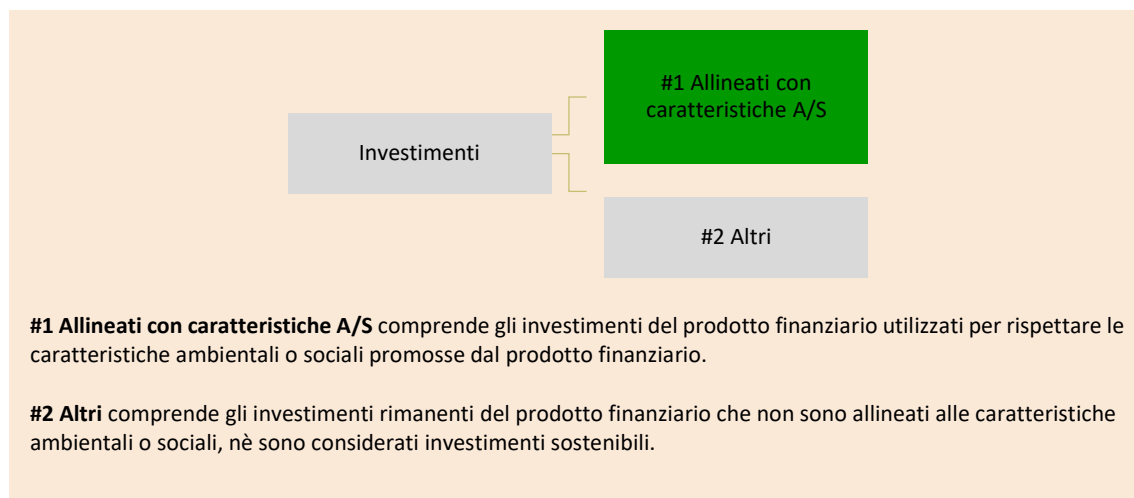 #1 Allineati con
caratteristiche A/S
Investimenti
#2 Altri
#1 Allineati con caratteristiche A/S comprende gli investimenti del prodotto finanziario utilizzati per rispettare le
caratteristiche ambientali o sociali promosse dal prodotto finanziario.
#2 Altri comprende gli investimenti rimanenti del prodotto finanziario che non sono allineati alle caratteristiche
ambientali o sociali, nè sono considerati investimenti sostenibili.